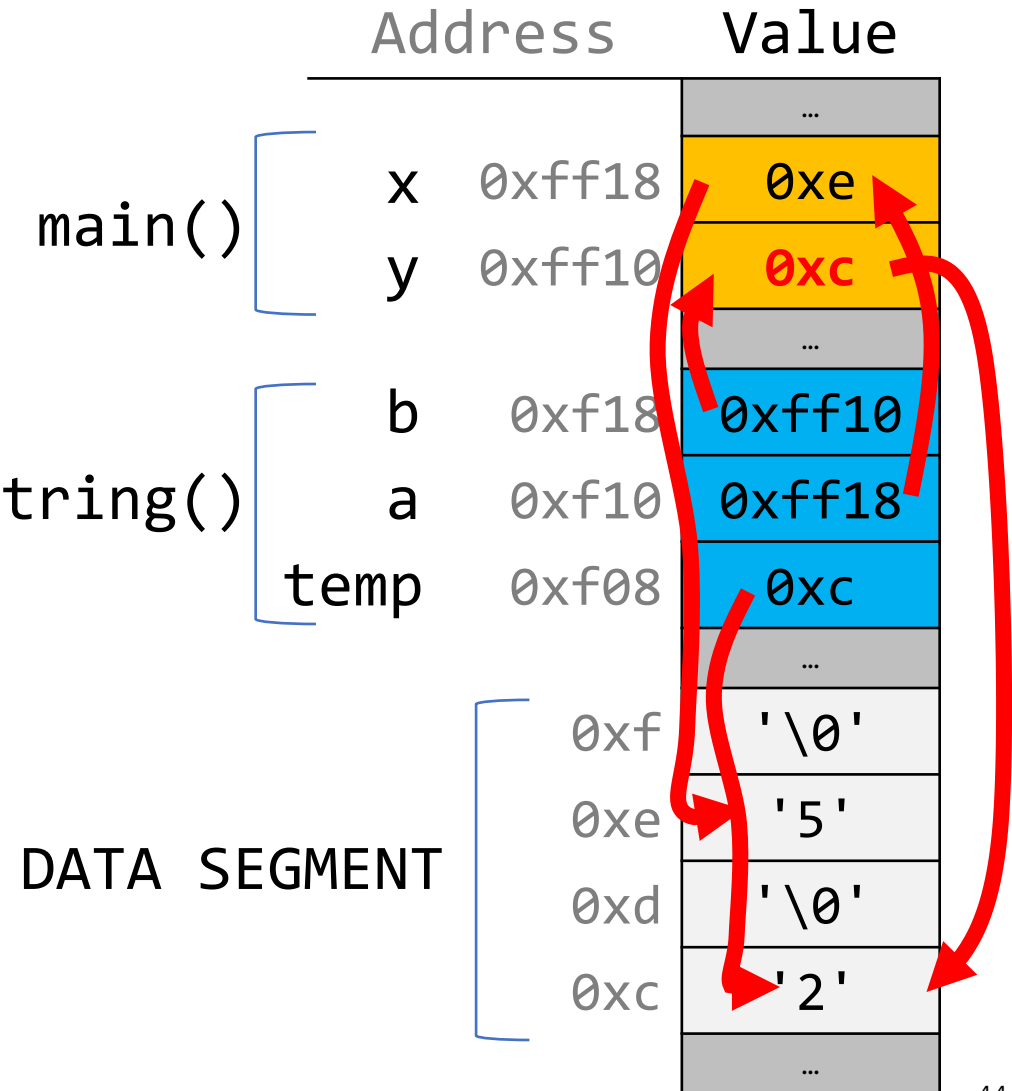 Address Value
…
x 0xff18 0xe
main()
y 0xff10 0xc
…
b 0xf18 0xff10
tring() a 0xf10 0xff18
temp 0xf08 0xc
…
0xf '\0'
0xe '5'
DATA SEGMENT
0xd '\0'
0xc '2'
…